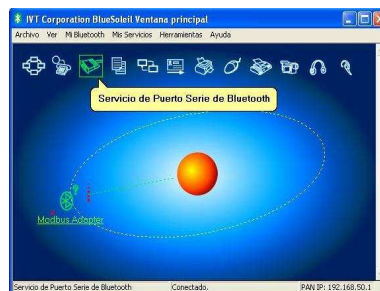 IVT Corporation BlueSoleil Ventana principal
Archivo Ver Mi Bluetooth Mis Servicios Herramientas Ayuda
Servicio de Puerto Serie de Bluetooth
Modbus Adapter
Servicio de Puerto Serie de Bluetooth Conectado. PAN IP: 192.168.50.1